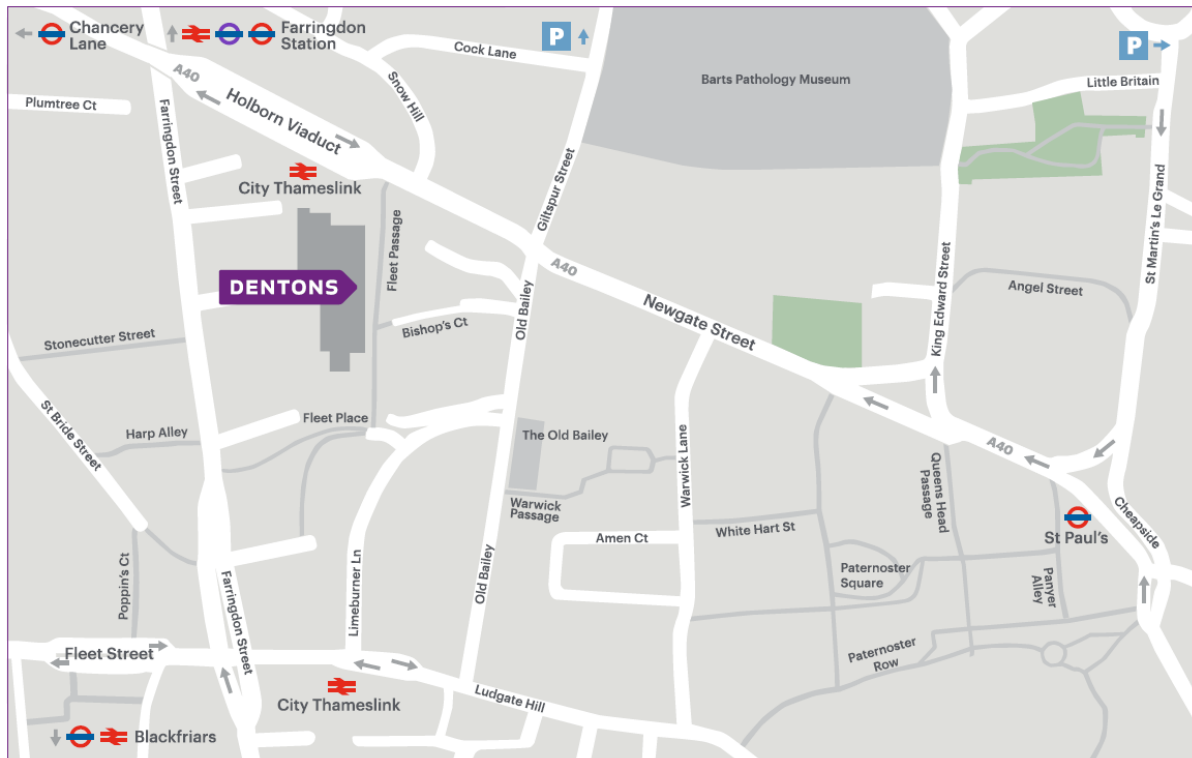 Chancery
Lane
Farringdon
Station
P
P
Cock Lane
Barts Pathology Museum
Little Britain
A40
Snow Hill
Plumtree Ct
Holborn Viaduct
Farringdon Street
City Thameslink
Giltspur Street
St Martin's Le Grand
Fleet Passage
A40
DENTONS
Angel Street
King Edward Street
Newgate Street
Old Bailey
Bishop's Ct
Stonecutter Street
St Bride Street
Fleet Place
Harp Alley
The Old Bailey
Warwick Lane
A40
Queens Head
Passage
Warwick
Passage
Cheapside
White Hart St
St Paul's
Amen Ct
Paternoster
Square
Panyer
Alley
Poppin's Ct
Farringdon Street
Limeburner Ln
Old Bailey
Fleet Street
Paternoster
Row
City Thameslink
Ludgate Hill
Blackfriars